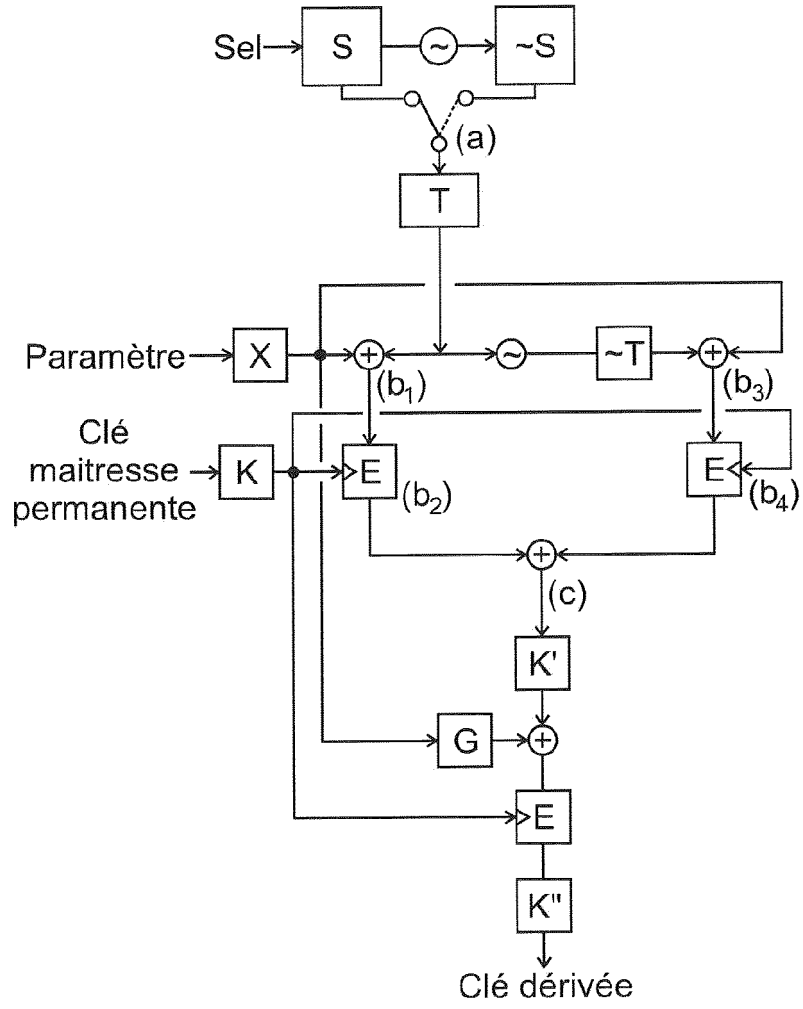 Sel
S
~
~S
(a)
T
Paramètre
X
+
(b1)
~
~T
+
(b3)
Clé
maitresse
permanente
K
E
(b2)
E
(b4)
+
(c)
K'
G
+
E
K"
Clé dérivée